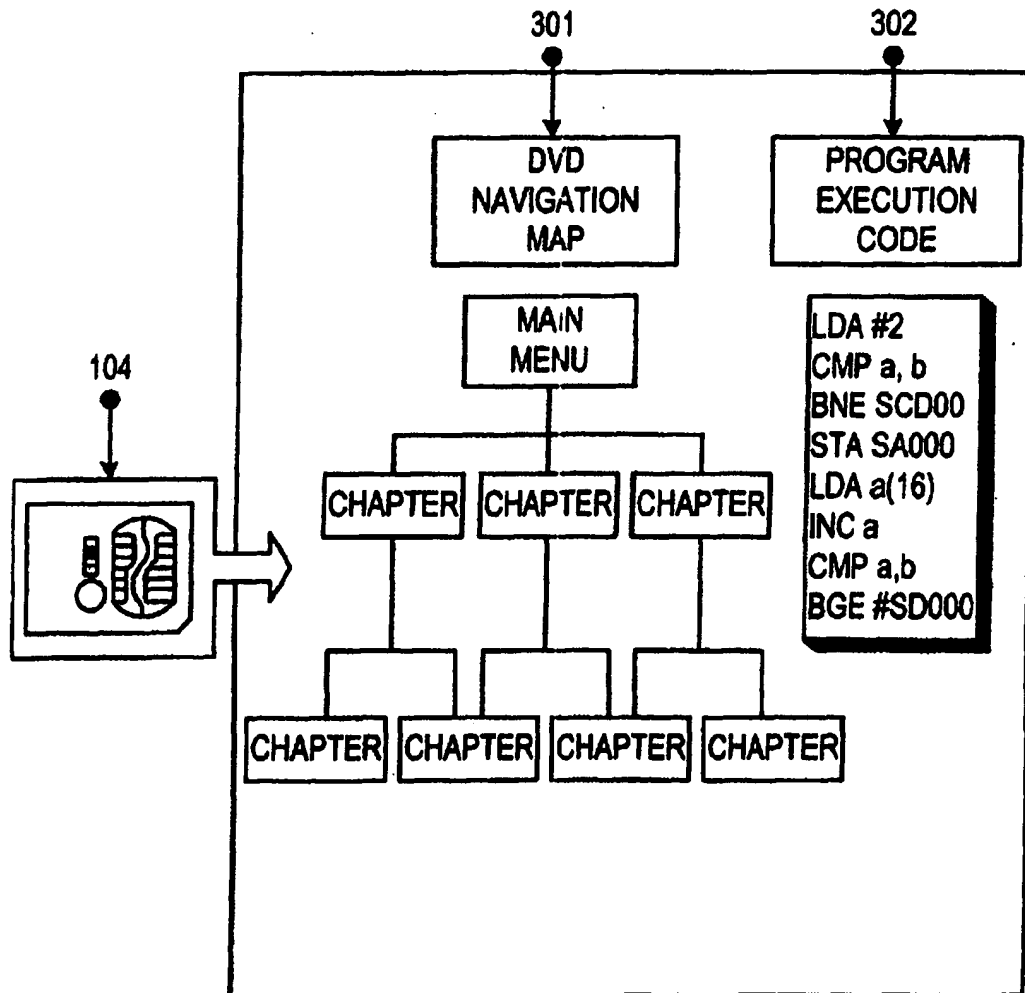 301
302
DVD
NAVIGATION
MAP
PROGRAM
EXECUTION
CODE
MAIN
MENU
LDA #2
CMP a, b
BNE SCD00
STA SA000
LDA a(16)
INC a
CMP a,b
BGE #SD000
104
CHAPTER
CHAPTER
CHAPTER
CHAPTER
CHAPTER
CHAPTER
CHAPTER